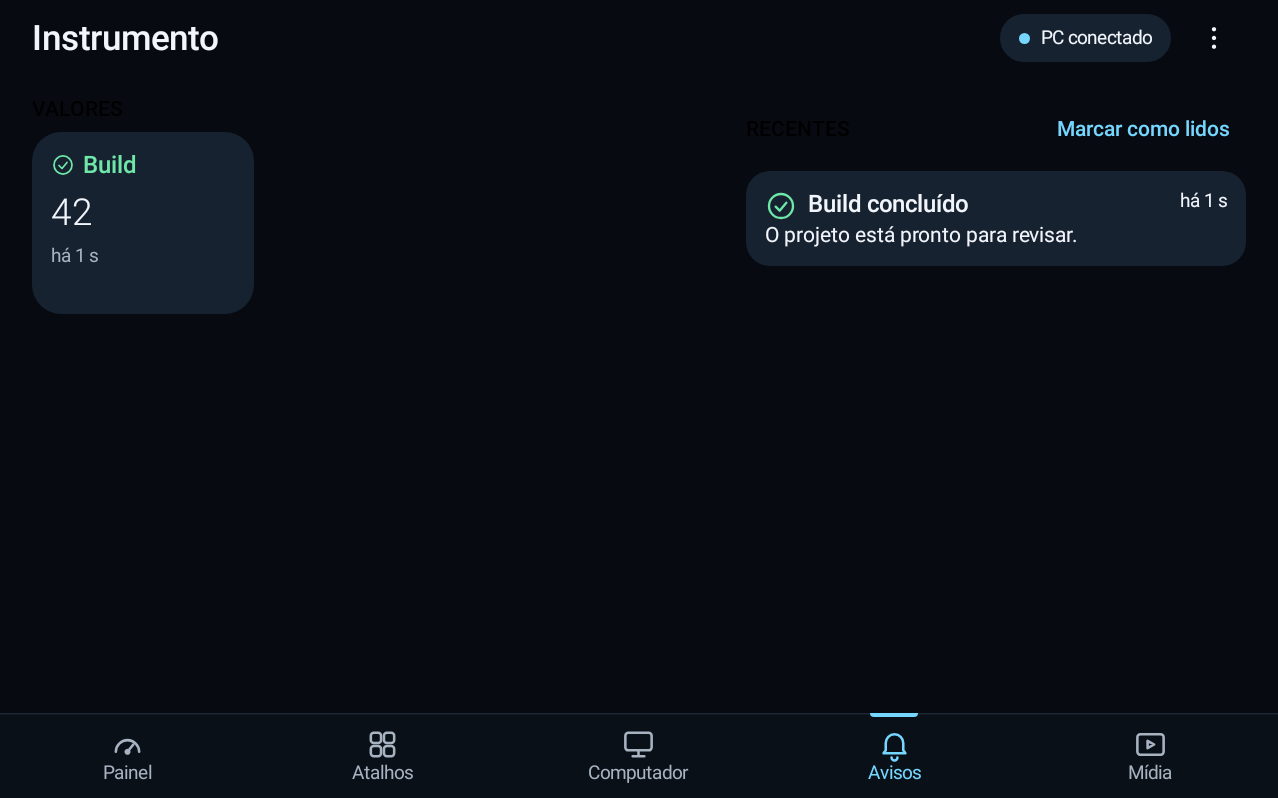 Instrumento
PC conectado
VALORES
RECENTES
Marcar como lidos
Build
42
há 1 s
Build concluído
há 1 s
O projeto está pronto para revisar.
Painel
Atalhos
Computador
Avisos
Mídia